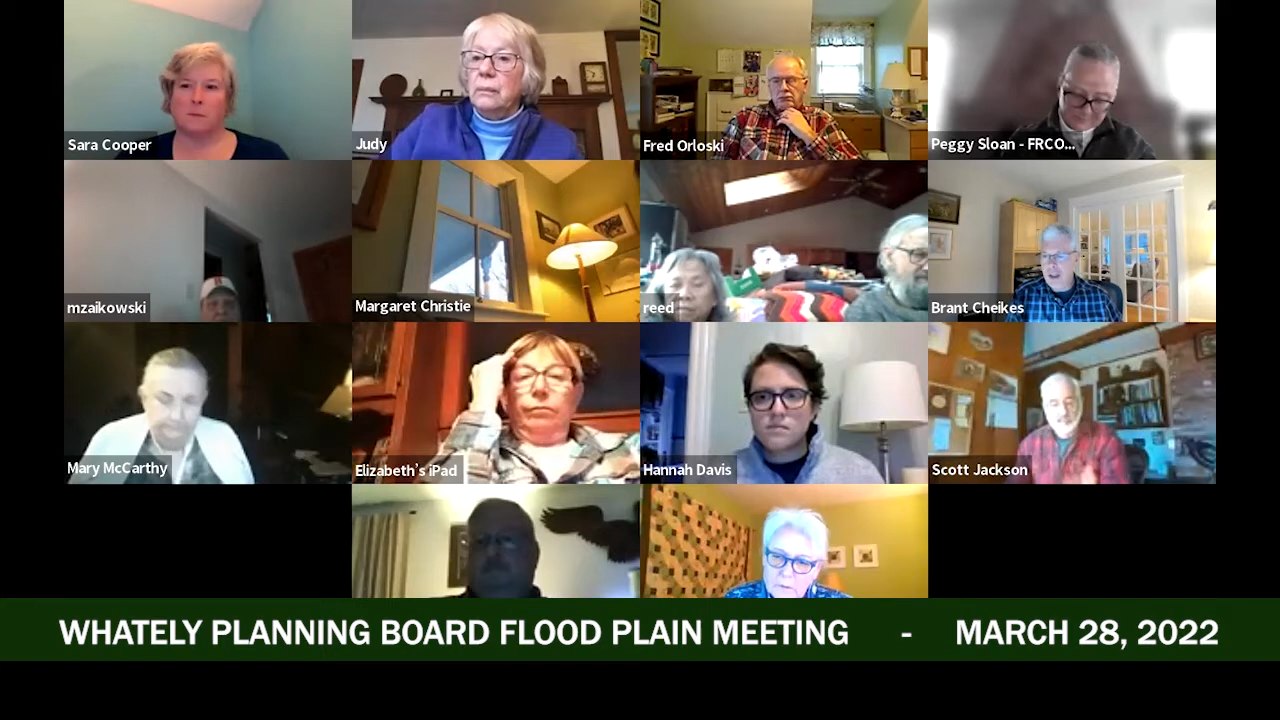 Sara Cooper
Judy
Fred Orloski
Peggy Sloan - FRCO...
mzaikowski
Margaret Christie
reed
Brant Cheikes
Mary McCarthy
Elizabeth's iPad
Hannah Davis
Scott Jackson
WHATELY PLANNING BOARD FLOOD PLAIN MEETING - MARCH 28, 2022